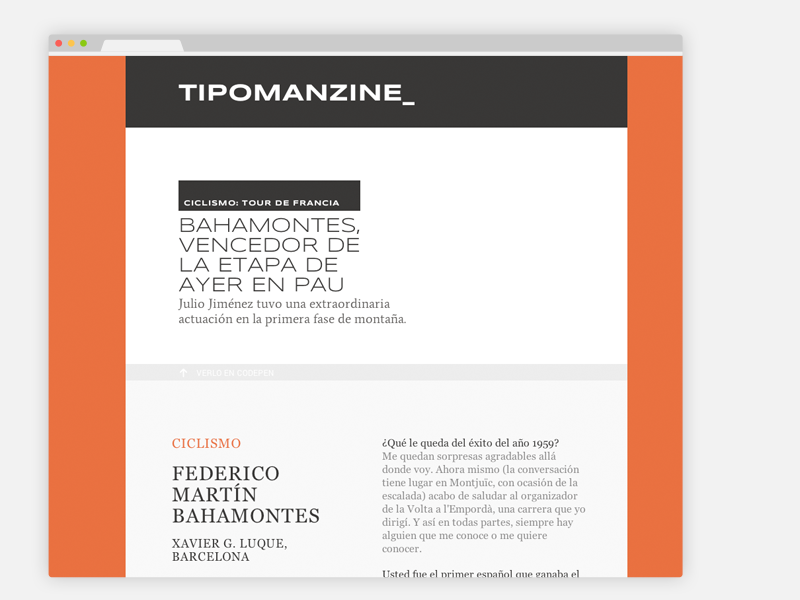 TIPOMANZINE_
CICLISMO: TOUR DE FRANCIA
BAHAMONTES,
VENCEDOR DE
LA ETAPA DE
AYER EN PAU
Julio Jiménez tuvo una extraordinaria
actuación en la primera fase de montaña.
VERLO EN CODEPEN
CICLISMO
FEDERICO
MARTÍN
BAHAMONTES
XAVIER G. LUQUE,
BARCELONA
¿Qué le queda del éxito del año 1959?
Me quedan sorpresas agradables allá
donde voy. Ahora mismo (la conversación
tiene lugar en Montjuïc, con ocasión de la
escalada) acabo de saludar al organizador
de la Volta a l'Empordà, una carrera que yo
dirigí. Y así en todas partes, siempre hay
alguien que me conoce o me quiere
conocer.
Usted fue el primer español que ganaba el